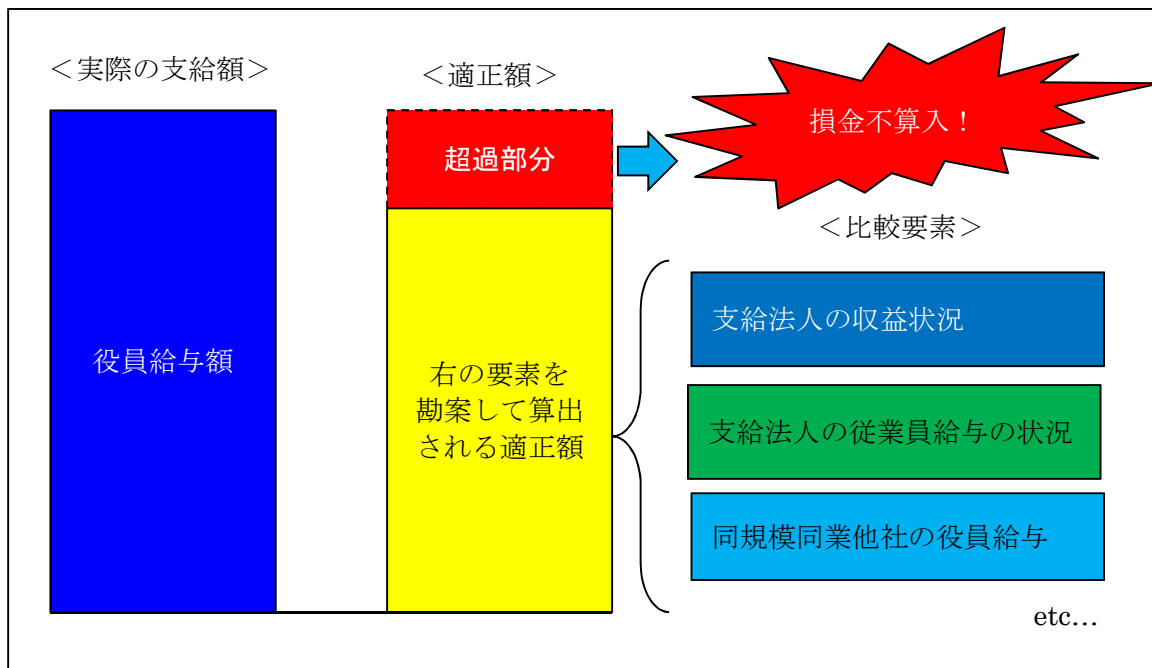 ＜実際の支給額＞
＜適正額＞
損金不算入！
超過部分
＜比較要素＞
役員給与額
右の要素を
勘案して算出
される適正額
支給法人の収益状況
支給法人の従業員給与の状況
同規模同業他社の役員給与
etc…